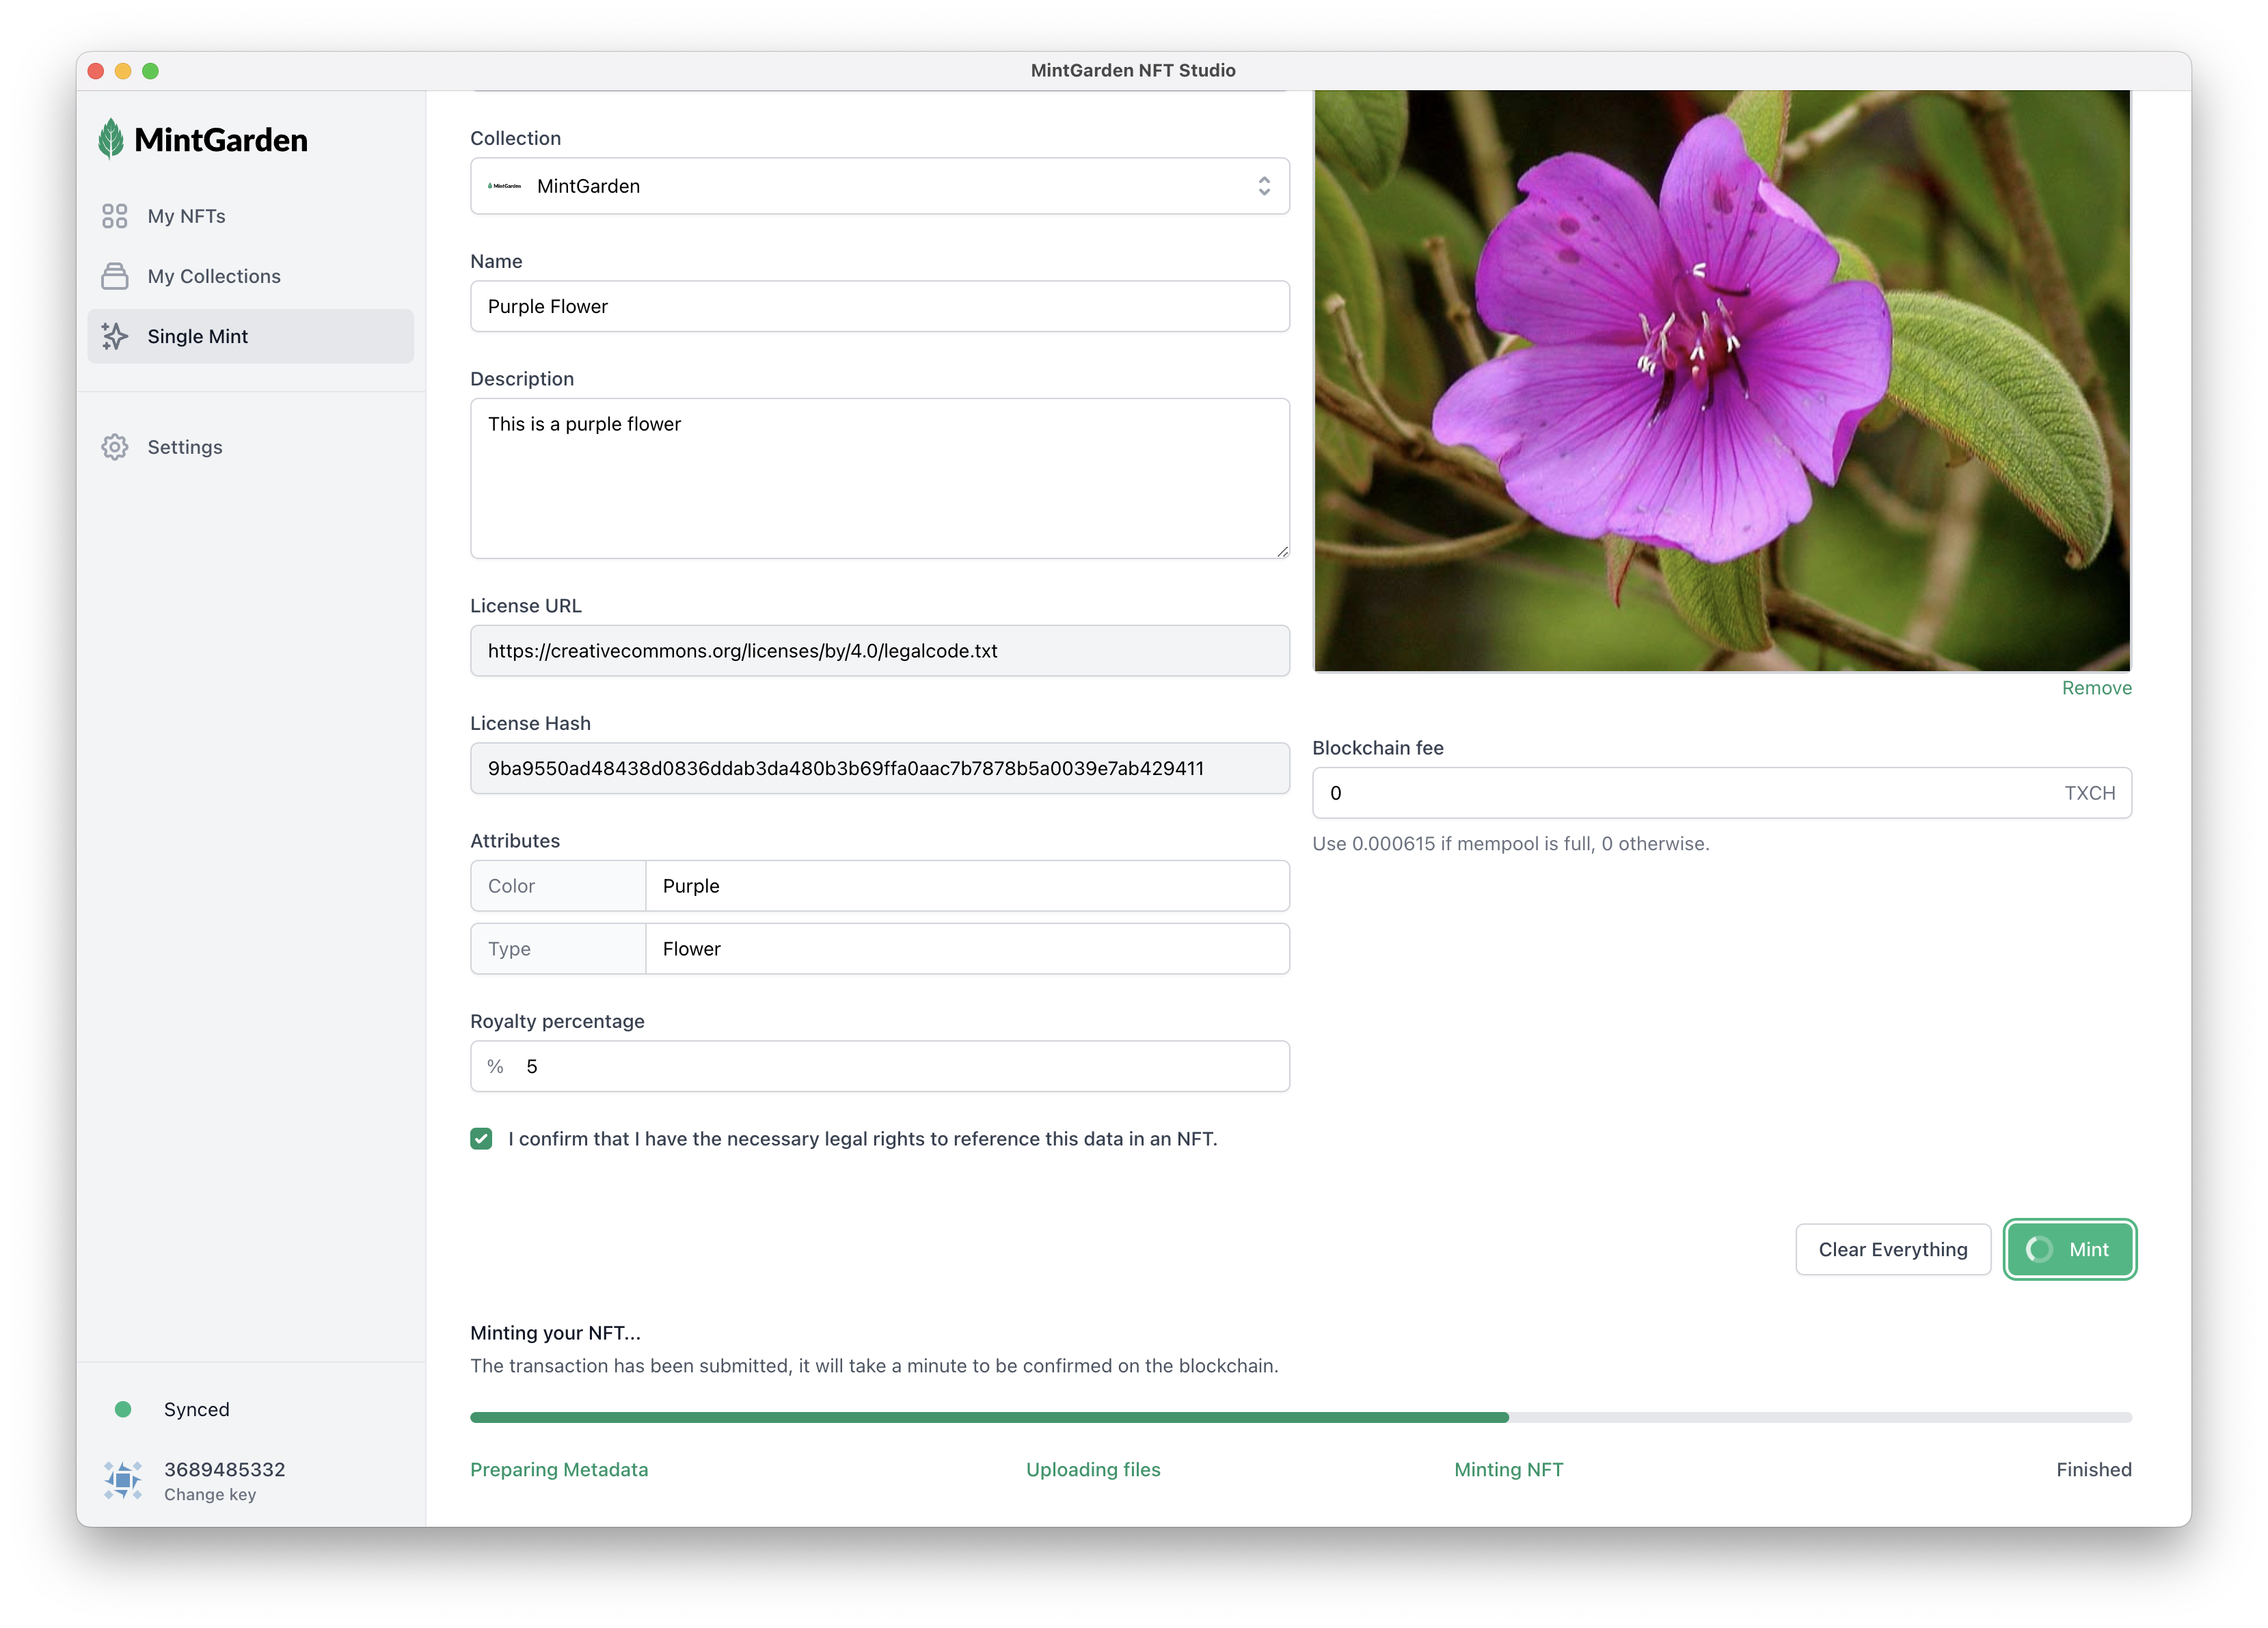 MintGarden NFT Studio
MintGarden
My NFTs
My Collections
Single Mint
Settings
Synced
3689485332
Change key
Collection
MintGarden MintGarden
Name
Purple Flower
Description
This is a purple flower
License URL
https://creativecommons.org/licenses/by/4.0/legalcode.txt
License Hash
9ba9550ad48438d0836ddab3da480b3b69ffa0aac7b7878b5a0039e7ab429411
Attributes
Color Purple
Type Flower
Royalty percentage
% 5
I confirm that I have the necessary legal rights to reference this data in an NFT.
Remove
Blockchain fee
0 TXCH
Use 0.000615 if mempool is full, 0 otherwise.
Clear Everything Mint
Minting your NFT...
The transaction has been submitted, it will take a minute to be confirmed on the blockchain.
Preparing Metadata Uploading files Minting NFT Finished